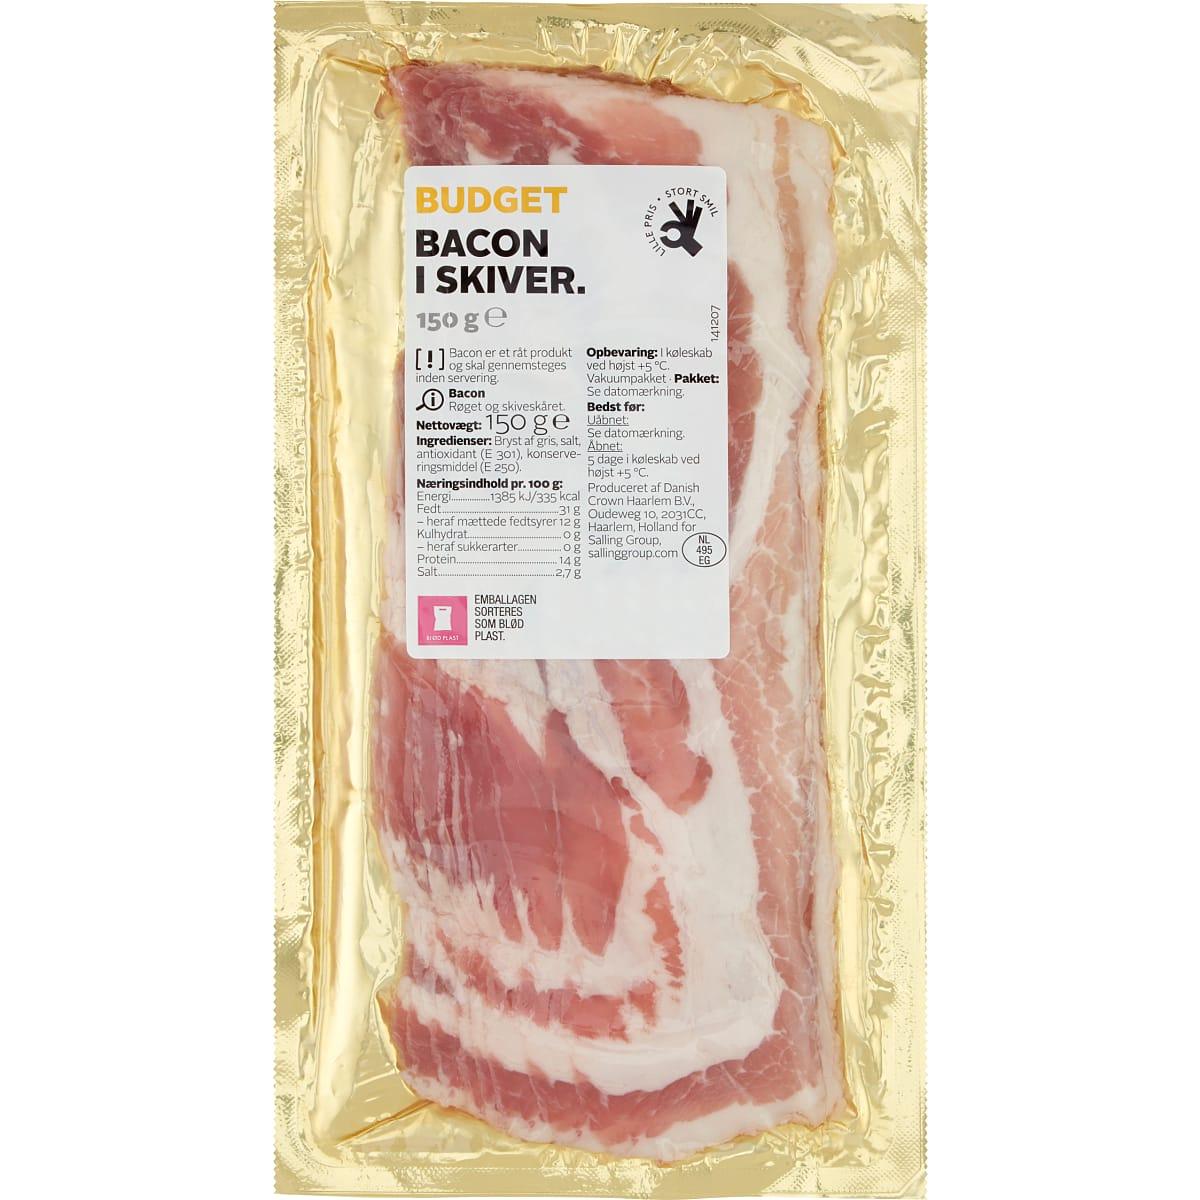 BUDGET
BACON
I SKIVER.
150 g ℮
LILLE PRIS • STORT SMIL
141207
[!] Bacon er et råt produkt
og skal gennemsteges
inden servering.
Bacon
Røget og skiveskåret.
Nettovægt: 150 g ℮
Ingredienser: Bryst af gris, salt,
antioxidant (E 301), konserve-
ringsmiddel (E 250).
Næringsindhold pr. 100 g:
Energi................1385 kJ/335 kcal
Fedt...............................31 g
– heraf mættede fedtsyrer 12 g
Kulhydrat.............................0 g
– heraf sukkerarter.............0 g
Protein...............................14 g
Salt..................................2,7 g
Opbevaring: I køleskab
ved højst +5 °C.
Vakuumpakket · Pakket:
Se datomærkning.
Bedst før:
Uåbnet:
Se datomærkning.
Åbnet:
5 dage i køleskab ved
højst +5 °C.
Produceret af Danish
Crown Haarlem B.V.,
Oudeweg 10, 2031CC,
Haarlem, Holland for
Salling Group,
sallinggroup.com
NL
495
EG
BLØD PLAST
EMBALLAGEN
SORTERES
SOM BLØD
PLAST.